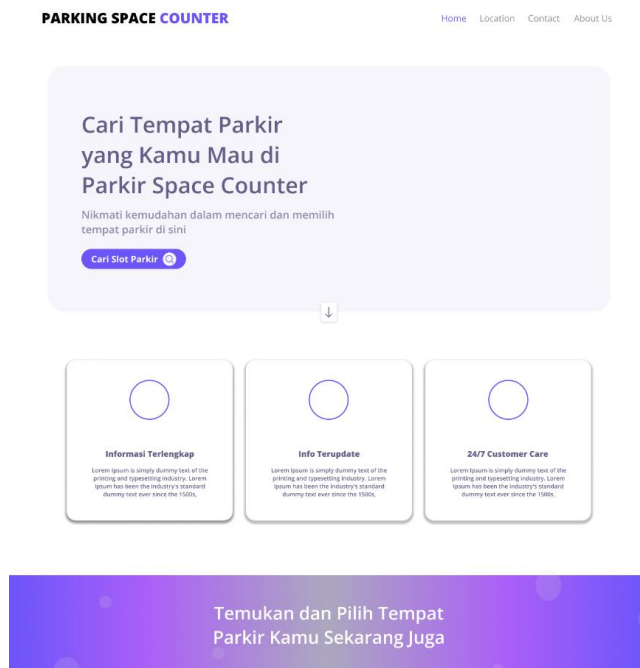 PARKING SPACE COUNTER
Home Location Contact About Us
Cari Tempat Parkir
yang Kamu Mau di
Parkir Space Counter
Nikmati kemudahan dalam mencari dan memilih
tempat parkir di sini
Cari Slot Parkir
Informasi Terlengkap
Lorem Ipsum is simply dummy text of the
printing and typesetting industry. Lorem
Ipsum has been the industry's standard
dummy text ever since the 1500s,
Info Terupdate
Lorem Ipsum is simply dummy text of the
printing and typesetting industry. Lorem
Ipsum has been the industry's standard
dummy text ever since the 1500s,
24/7 Customer Care
Lorem Ipsum is simply dummy text of the
printing and typesetting industry. Lorem
Ipsum has been the industry's standard
dummy text ever since the 1500s,
Temukan dan Pilih Tempat
Parkir Kamu Sekarang Juga